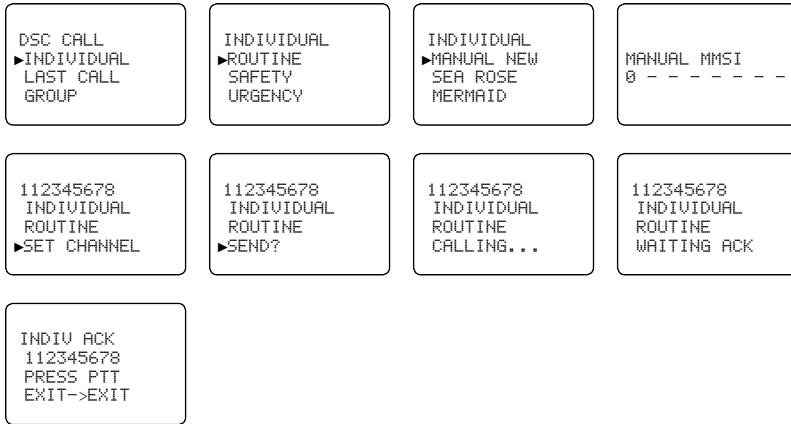 DSC CALL
►INDIVIDUAL
LAST CALL
GROUP
INDIVIDUAL
►ROUTINE
SAFETY
URGENCY
INDIVIDUAL
►MANUAL NEW
SEA ROSE
MERMAID
MANUAL MMSI
0 - - - - - - -
112345678
INDIVIDUAL
ROUTINE
►SET CHANNEL
112345678
INDIVIDUAL
ROUTINE
►SEND?
112345678
INDIVIDUAL
ROUTINE
CALLING...
112345678
INDIVIDUAL
ROUTINE
WAITING ACK
INDIV ACK
112345678
PRESS PTT
EXIT->EXIT